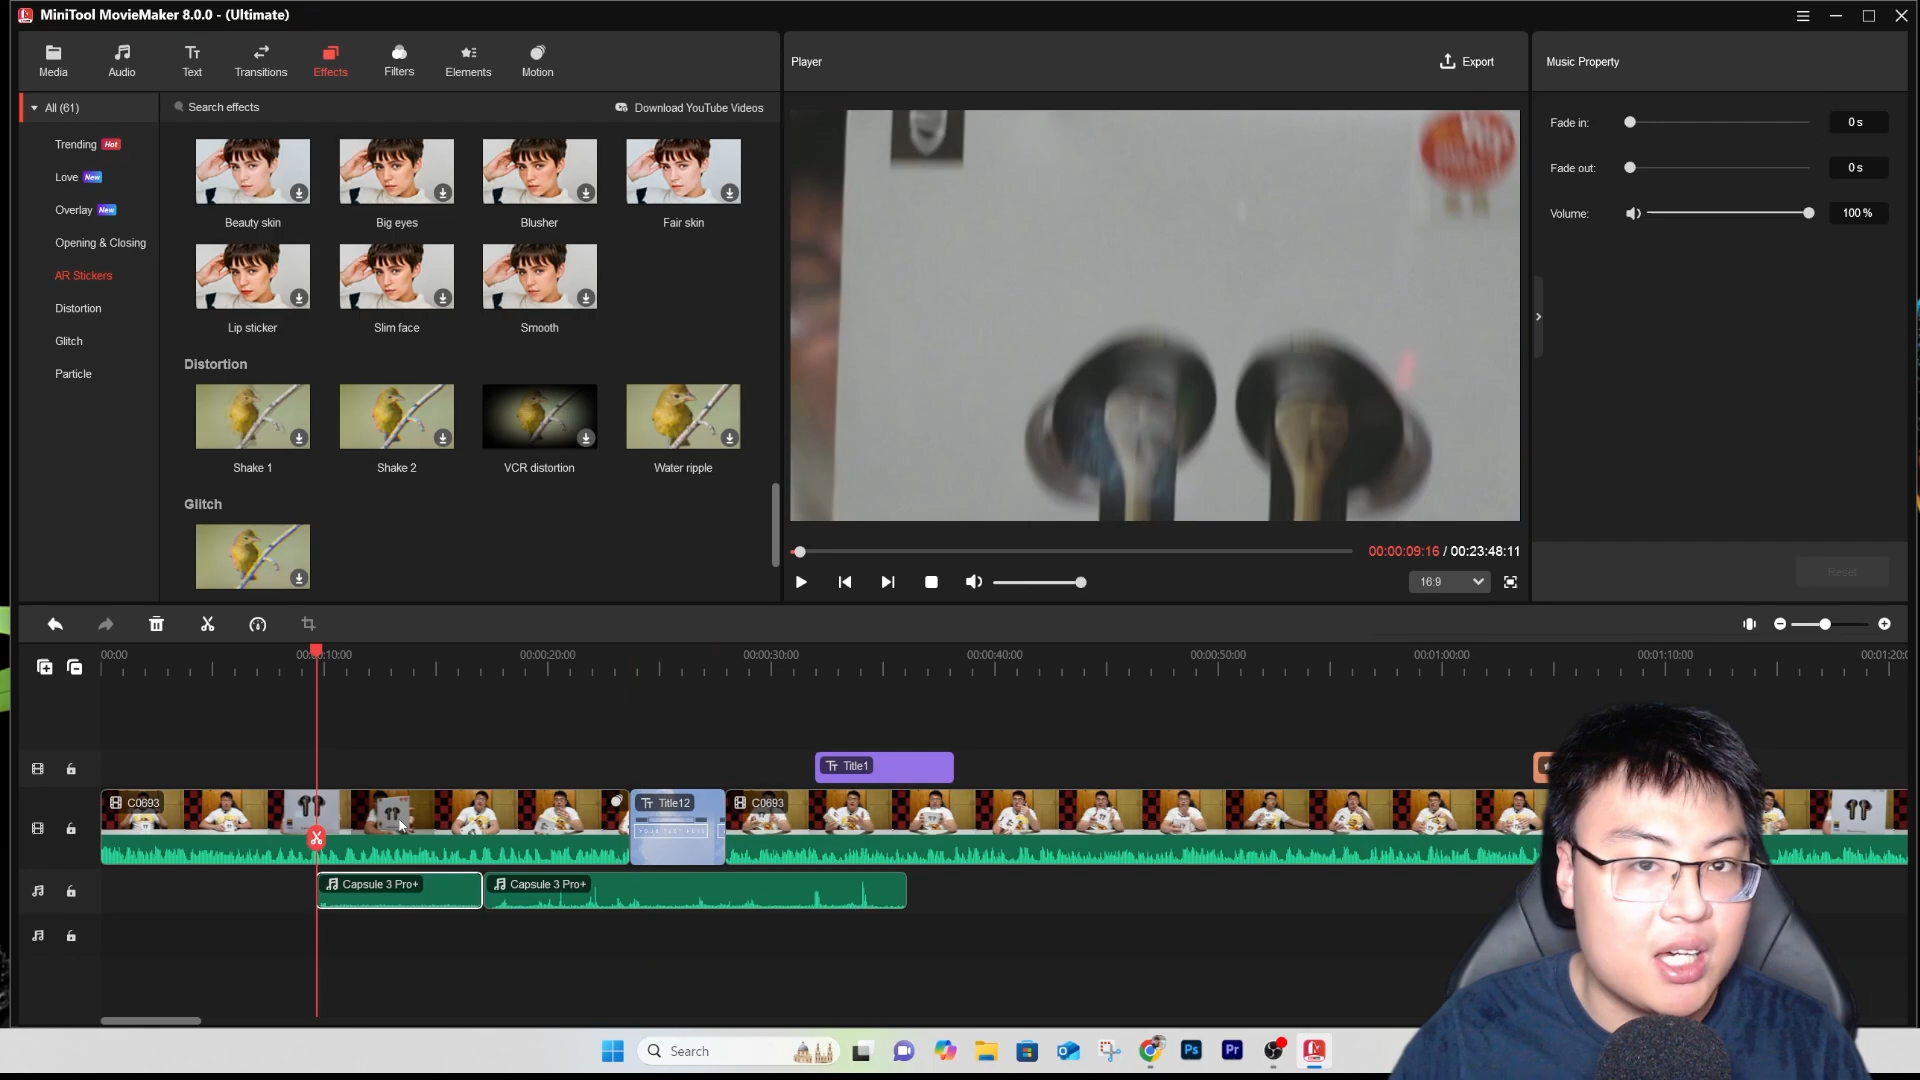 MiniTool MovieMaker 8.0.0 - (Ultimate)
Media
Audio
Text
Transitions
Effects
Filters
Elements
Motion
Player
Export
Music Property
All (61)
Search effects
Download YouTube Videos
Trending Hot
Love New
Overlay New
Opening & Closing
AR Stickers
Distortion
Glitch
Particle
Beauty skin
Big eyes
Blusher
Fair skin
Lip sticker
Slim face
Smooth
Distortion
Shake 1
Shake 2
VCR distortion
Water ripple
Glitch
Fade in: 0 s
Fade out: 0 s
Volume: 100 %
00:00:09:16 / 00:23:48:11
16:9
Reset
00:00
00:00:10:00
00:00:20:00
00:00:30:00
00:00:40:00
00:00:50:00
00:01:00:00
00:01:10:00
00:01:20:0
Title1
C0693
Title12
YOUR TEXT HERE
C0693
Capsule 3 Pro+
Capsule 3 Pro+
Search
Ps
Pr